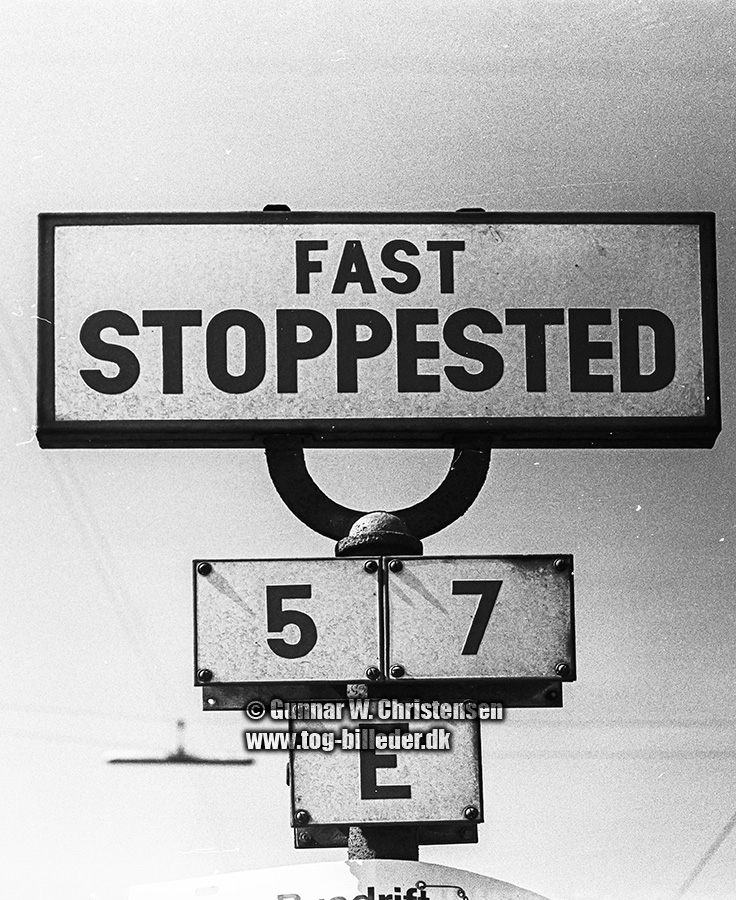 FAST
STOPPESTED
5 7
© Gunnar W. Christensen
www.tog-billeder.dk
E